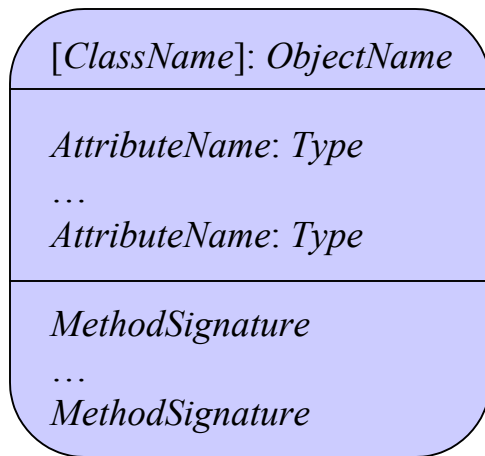 [ClassName]: ObjectName
AttributeName: Type
…
AttributeName: Type
MethodSignature
…
MethodSignature